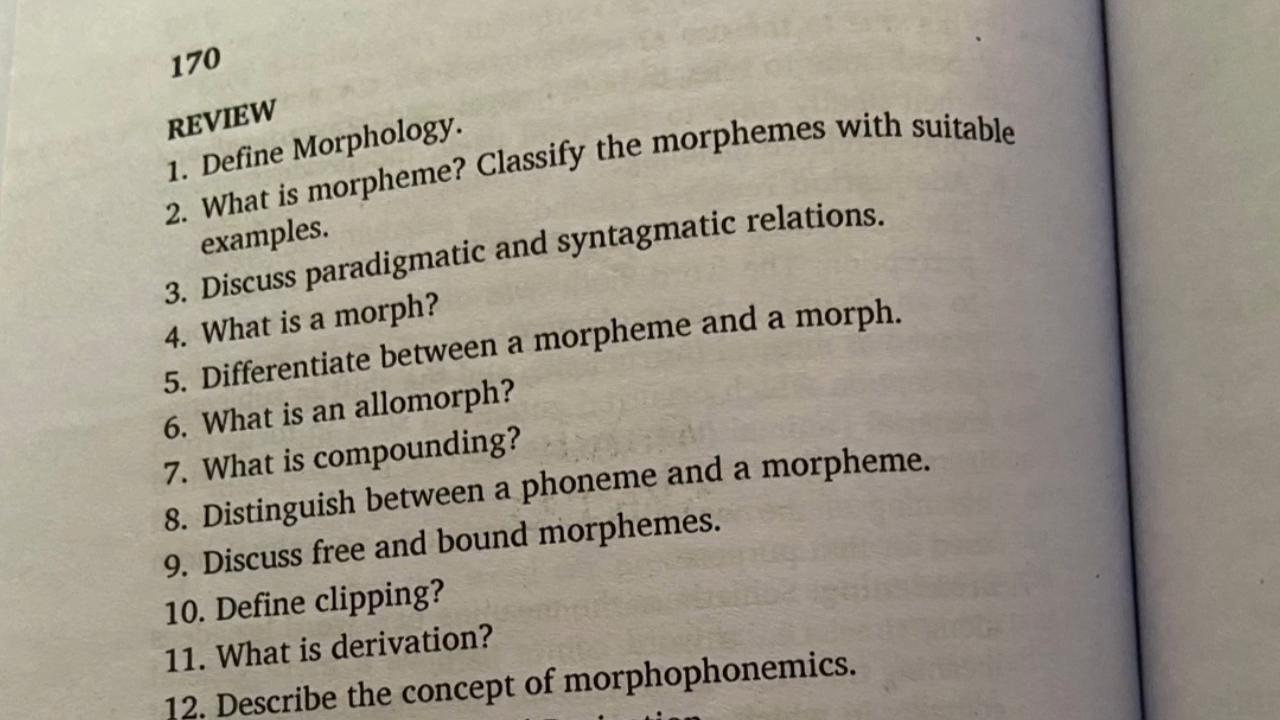 170
REVIEW
1. Define Morphology.
2. What is morpheme? Classify the morphemes with suitable
examples.
3. Discuss paradigmatic and syntagmatic relations.
4. What is a morph?
5. Differentiate between a morpheme and a morph.
6. What is an allomorph?
7. What is compounding?
8. Distinguish between a phoneme and a morpheme.
9. Discuss free and bound morphemes.
10. Define clipping?
11. What is derivation?
12. Describe the concept of morphophonemics.